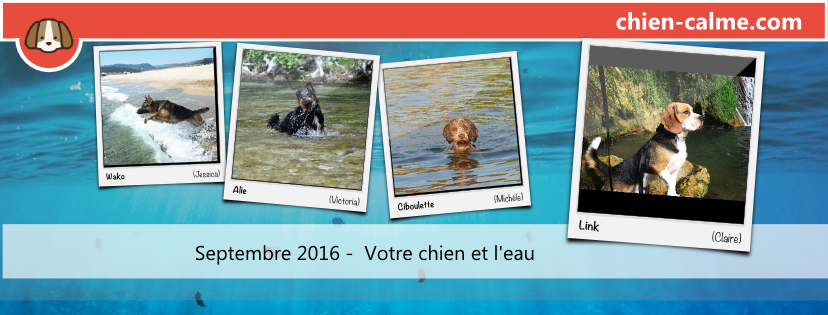 chien-calme.com
Wako (Jessica)
Alie (Victoria)
Ciboulette (Michèle)
Link (Claire)
Septembre 2016 - Votre chien et l'eau